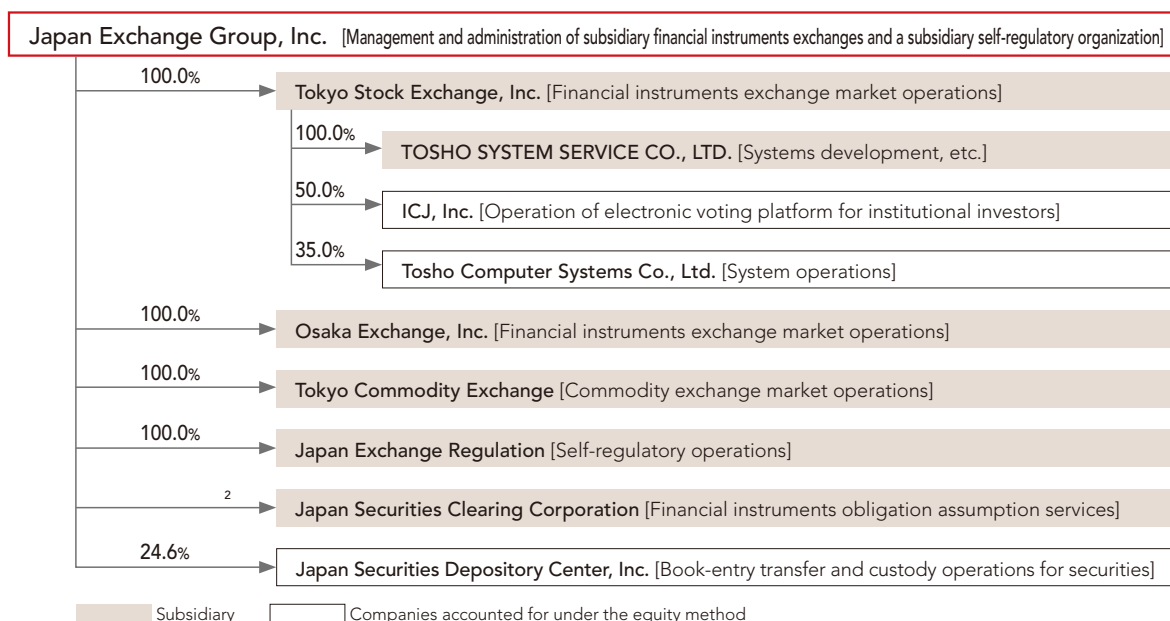 Japan Exchange Group, Inc. [Management and administration of subsidiary financial instruments exchanges and a subsidiary self-regulatory organization]
100.0%
Tokyo Stock Exchange, Inc. [Financial instruments exchange market operations]
100.0%
TOSHO SYSTEM SERVICE CO., LTD. [Systems development, etc.]
50.0%
ICJ, Inc. [Operation of electronic voting platform for institutional investors]
35.0%
Tosho Computer Systems Co., Ltd. [System operations]
100.0%
Osaka Exchange, Inc. [Financial instruments exchange market operations]
100.0%
Tokyo Commodity Exchange [Commodity exchange market operations]
100.0%
Japan Exchange Regulation [Self-regulatory operations]
2
Japan Securities Clearing Corporation [Financial instruments obligation assumption services]
24.6%
Japan Securities Depository Center, Inc. [Book-entry transfer and custody operations for securities]
Subsidiary Companies accounted for under the equity method